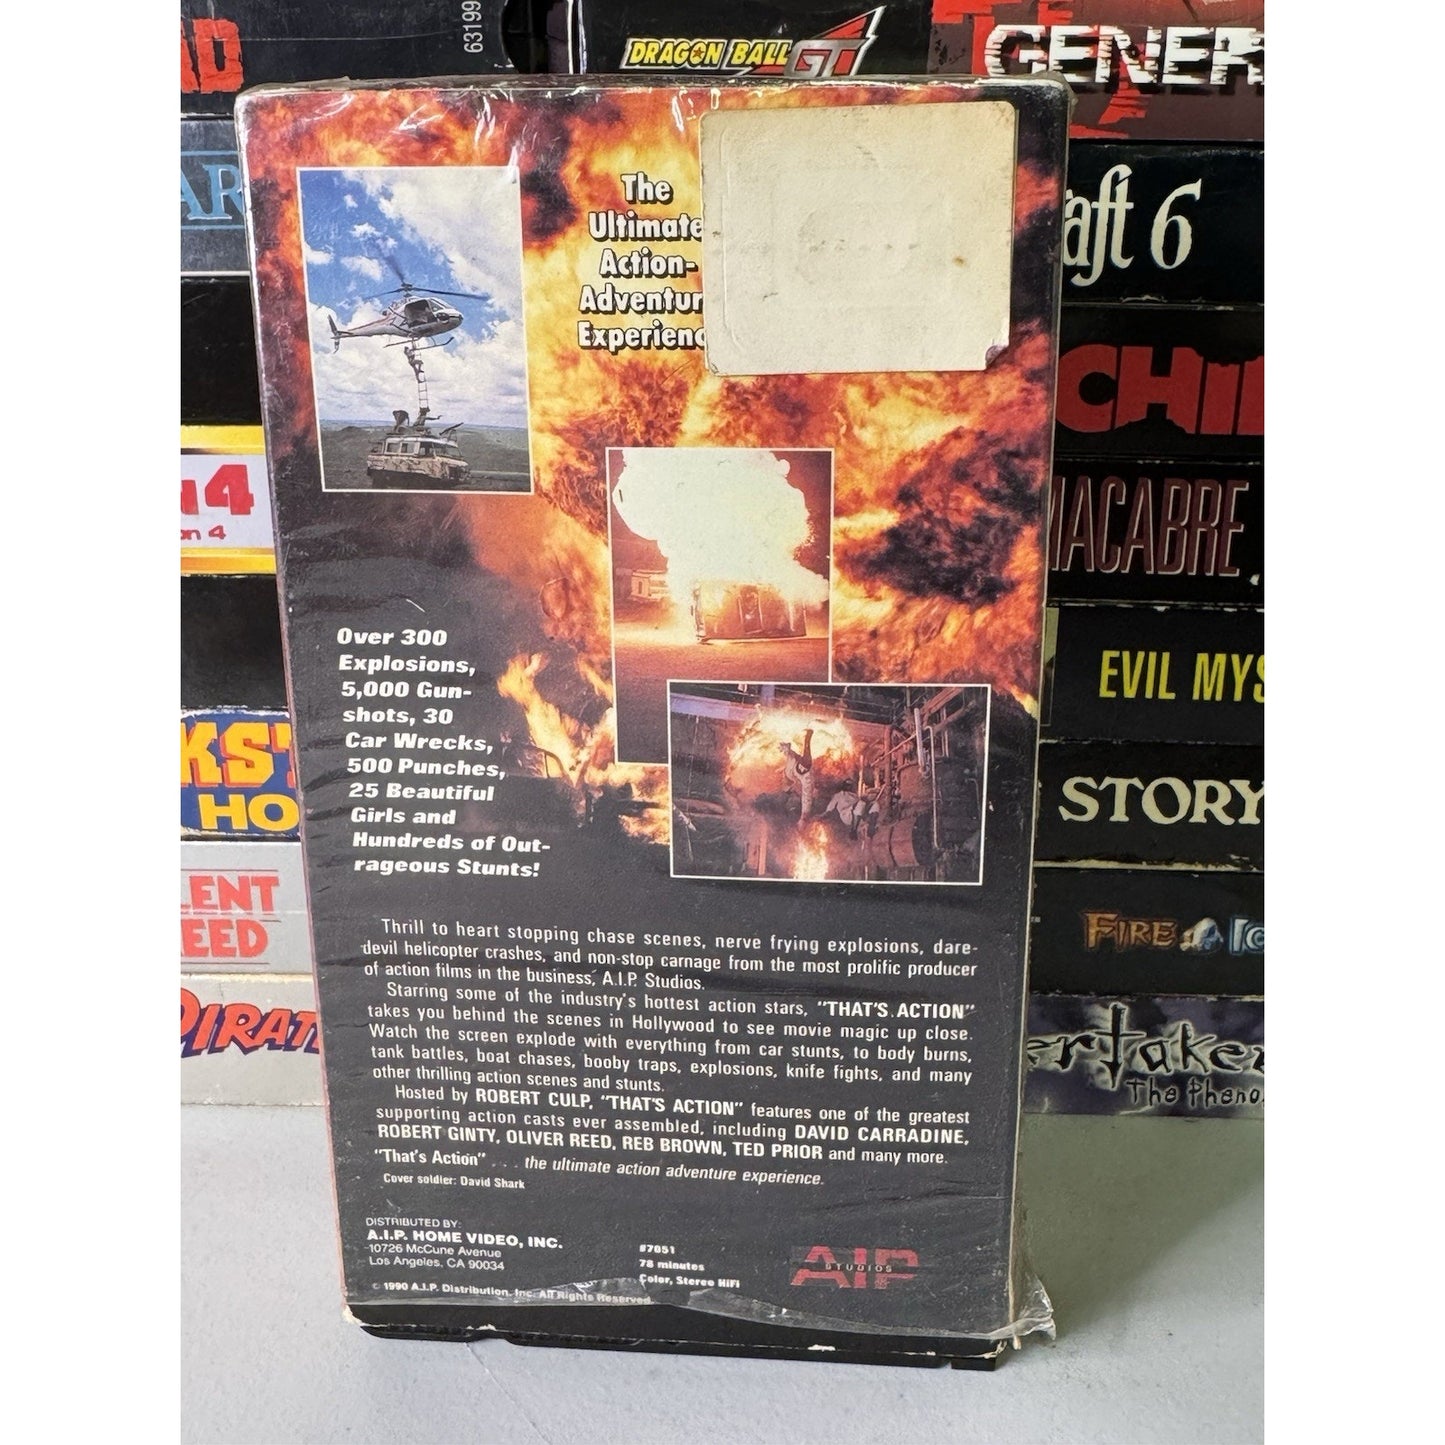 63199
DRAGON BALL GT
The
Ultimate
Action-
Adventur
Experienc
Over 300
Explosions,
5,000 Gun-
shots, 30
Car Wrecks,
500 Punches,
25 Beautiful
Girls and
Hundreds of Out-
rageous Stunts!
Thrill to heart stopping chase scenes, nerve frying explosions, dare-
devil helicopter crashes, and non-stop carnage from the most prolific producer
of action films in the business, A.I.P. Studios.
Starring some of the industry's hottest action stars, "THAT'S ACTION"
takes you behind the scenes in Hollywood to see movie magic up close.
Watch the screen explode with everything from car stunts, to body burns,
tank battles, boat chases, booby traps, explosions, knife fights, and many
other thrilling action scenes and stunts.
Hosted by ROBERT CULP, "THAT'S ACTION" features one of the greatest
supporting action casts ever assembled, including DAVID CARRADINE,
ROBERT GINTY, OLIVER REED, REB BROWN, TED PRIOR and many more.
"That's Action" . . . the ultimate action adventure experience.
Cover soldier: David Shark
DISTRIBUTED BY:
A.I.P. HOME VIDEO, INC.
10726 McCune Avenue
Los Angeles, CA 90034
© 1990 A.I.P. Distribution, Inc. All Rights Reserved
#7051
78 minutes
Color, Stereo HiFi
AIP
STUDIOS
AD
AR
4
on 4
KS'
HO
LENT
EED
PIRAT
GENER
aft 6
CHI
MACABRE
EVIL MYS
STORY
FIRE & IC
ertaker
The Pheno